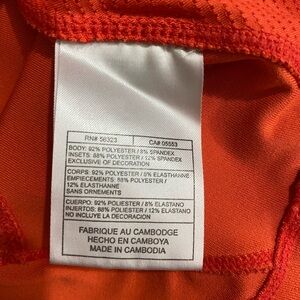 RN# 56323 CA# 05553
BODY: 92% POLYESTER / 8% SPANDEX
INSETS: 88% POLYESTER / 12% SPANDEX
EXCLUSIVE OF DECORATION
CORPS: 92% POLYESTER / 8% ELASTHANNE
EMPIECEMENTS: 88% POLYESTER /
12% ELASTHANNE
SANS ORNEMENTS
CUERPO: 92% POLIESTER / 8% ELASTANO
INJERTOS: 88% POLIESTER / 12% ELASTANO
NO INCLUYE LA DECORACION
FABRIQUE AU CAMBODGE
HECHO EN CAMBOYA
MADE IN CAMBODIA